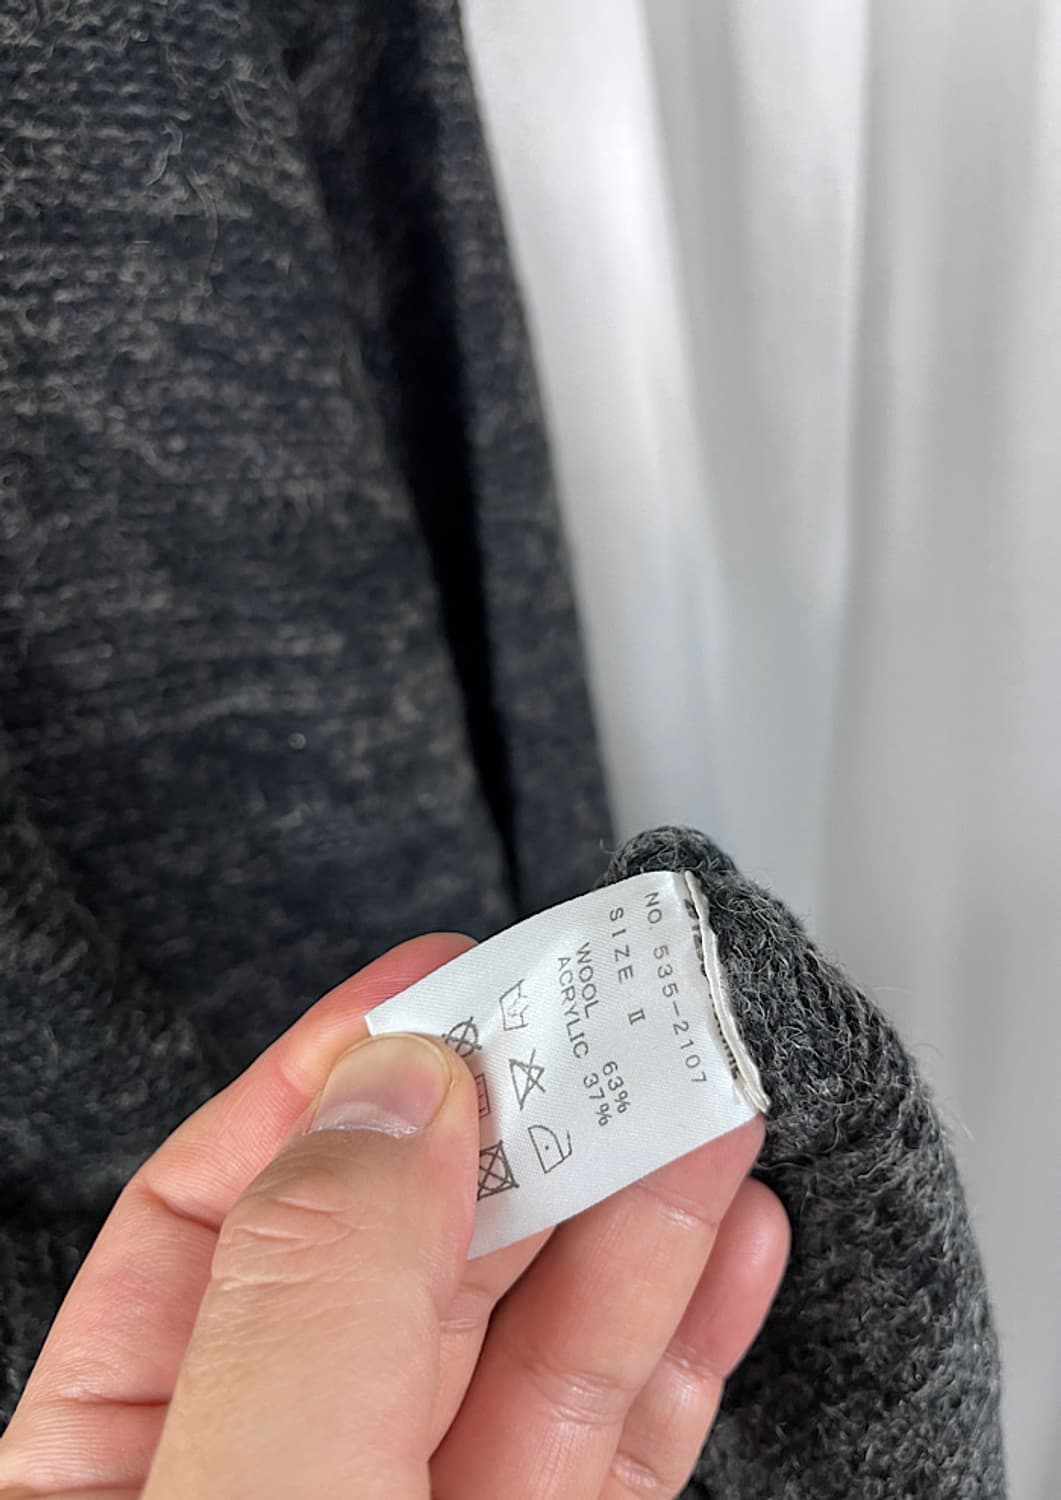 NO. 535-2107
SIZE II
WOOL 63%
ACRYLIC 37%